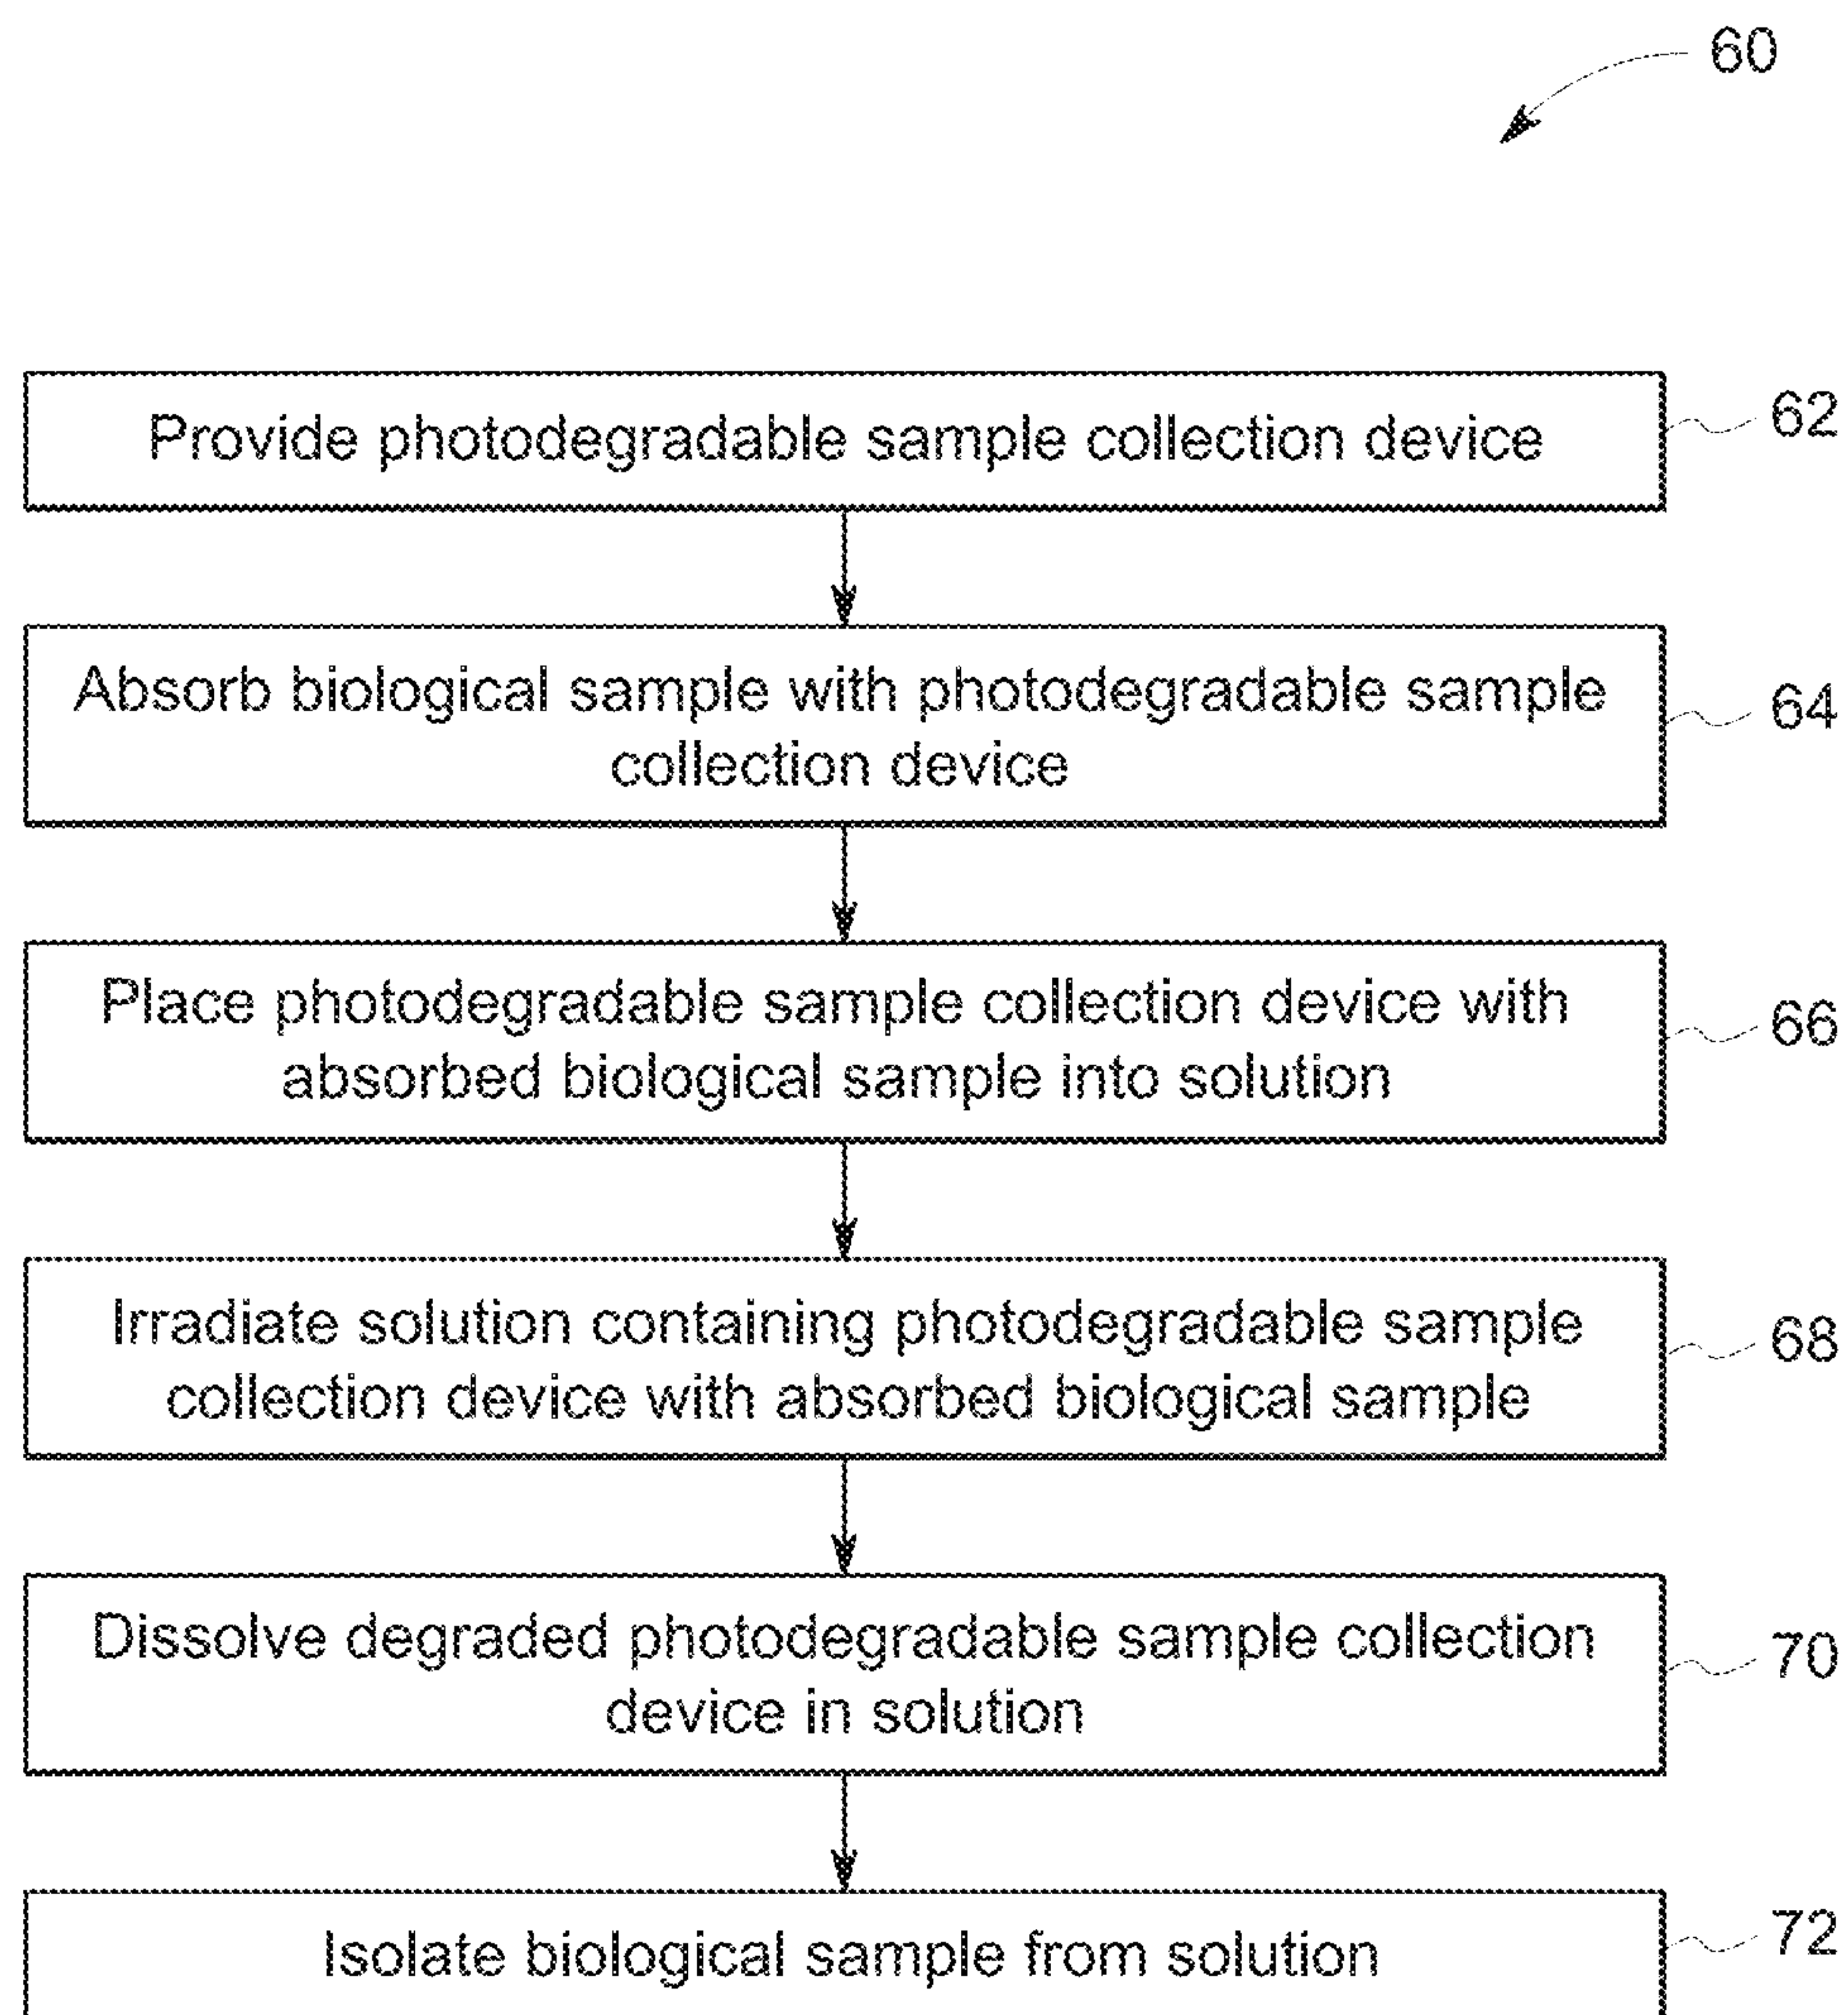 60
Provide photodegradable sample collection device
62
Absorb biological sample with photodegradable sample
collection device
64
Place photodegradable sample collection device with
absorbed biological sample into solution
66
Irradiate solution containing photodegradable sample
collection device with absorbed biological sample
68
Dissolve degraded photodegradable sample collection
device in solution
70
Isolate biological sample from solution
72